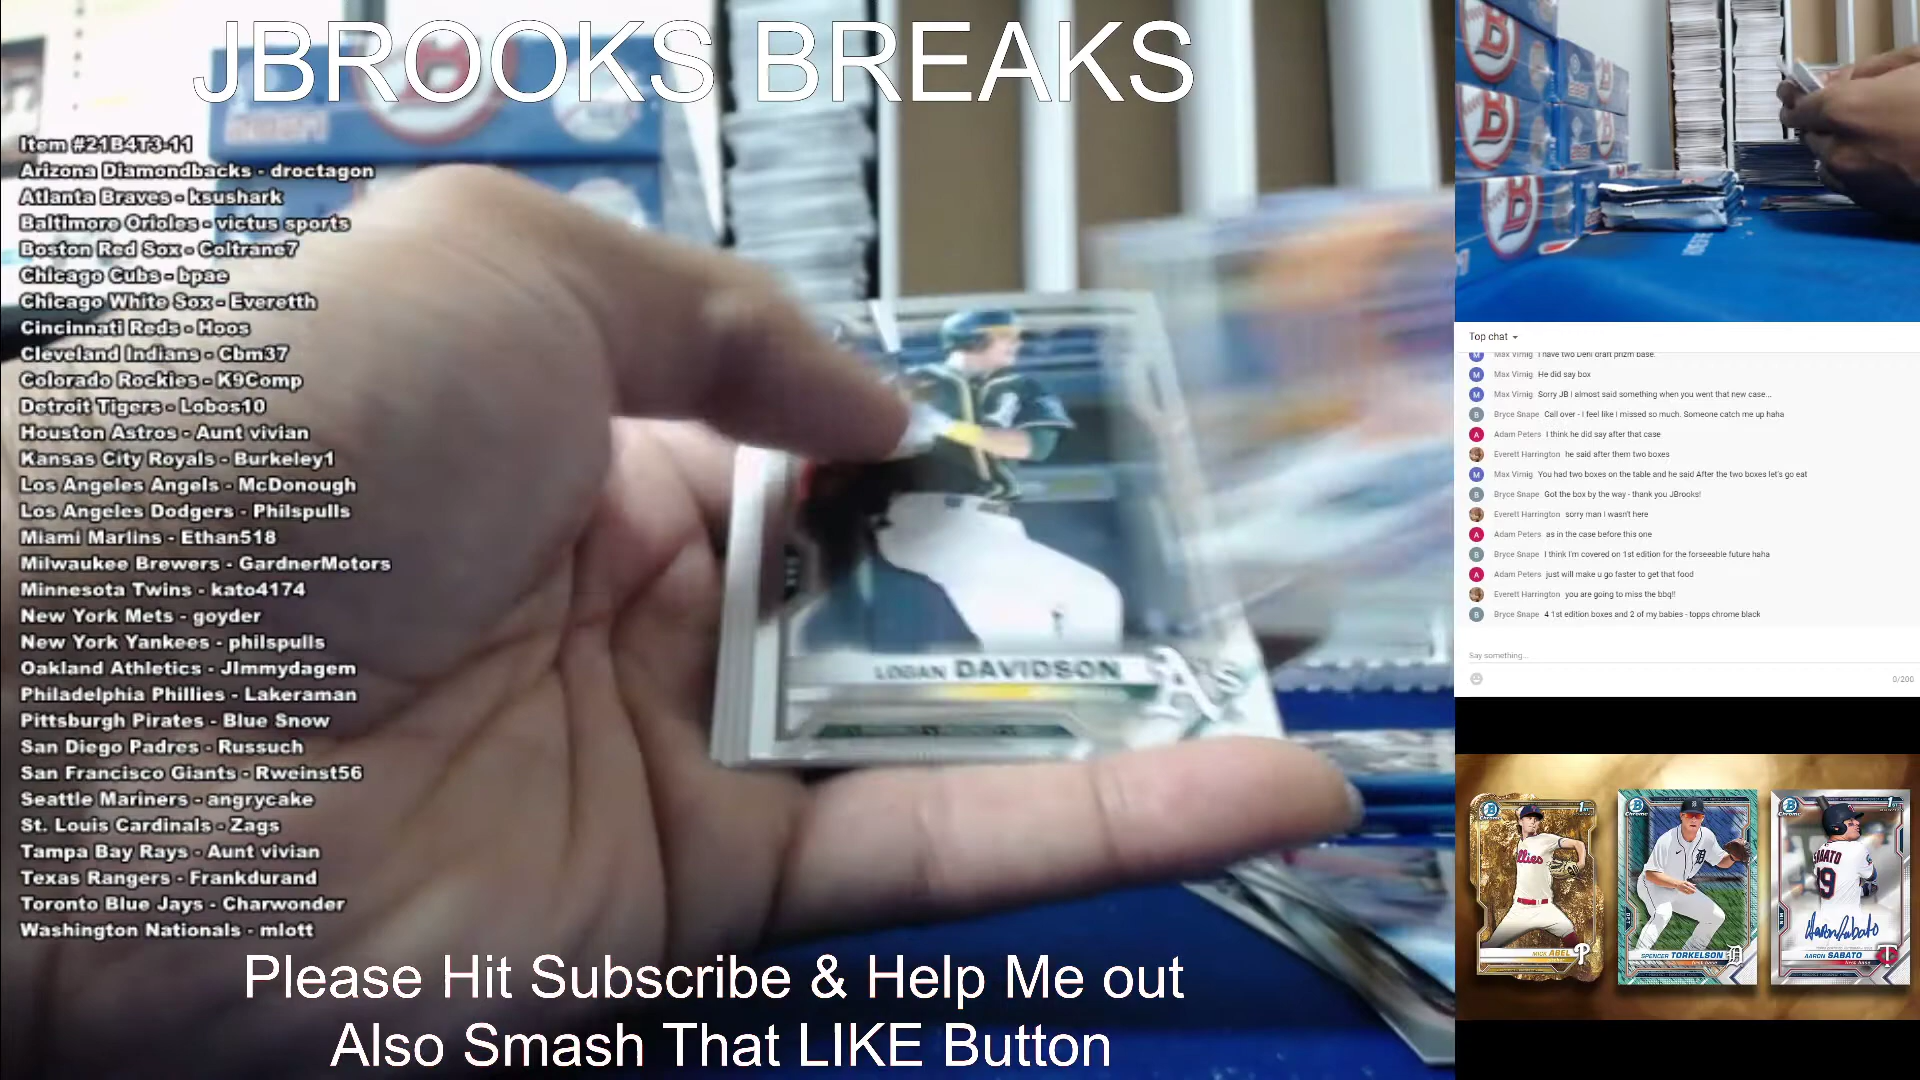 JBROOKS BREAKS
Item #21B4T3-11
Arizona Diamondbacks - droctagon
Atlanta Braves - ksushark
Baltimore Orioles - victus sports
Boston Red Sox - Coltrane7
Chicago Cubs - bpae
Chicago White Sox - Everetth
Cincinnati Reds - Hoos
Cleveland Indians - Cbm37
Colorado Rockies - K9Comp
Detroit Tigers - Lobos10
Houston Astros - Aunt vivian
Kansas City Royals - Burkeley1
Los Angeles Angels - McDonough
Los Angeles Dodgers - Philspulls
Miami Marlins - Ethan518
Milwaukee Brewers - GardnerMotors
Minnesota Twins - kato4174
New York Mets - goyder
New York Yankees - philspulls
Oakland Athletics - JImmydagem
Philadelphia Phillies - Lakeraman
Pittsburgh Pirates - Blue Snow
San Diego Padres - Russuch
San Francisco Giants - Rweinst56
Seattle Mariners - angrycake
St. Louis Cardinals - Zags
Tampa Bay Rays - Aunt vivian
Texas Rangers - Frankdurand
Toronto Blue Jays - Charwonder
Washington Nationals - mlott
LOGAN DAVIDSON
A's
Please Hit Subscribe & Help Me out
Also Smash That LIKE Button
Top chat
Max Virnig I have two Deni draft prizm base.
Max Virnig He did say box
Max Virnig Sorry JB I almost said something when you went that new case...
Bryce Snape Call over - I feel like I missed so much. Someone catch me up haha
Adam Peters I think he did say after that case
Everett Harrington he said after them two boxes
Max Virnig You had two boxes on the table and he said After the two boxes let's go eat
Bryce Snape Got the box by the way - thank you JBrooks!
Everett Harrington sorry man I wasn't here
Adam Peters as in the case before this one
Bryce Snape I think I'm covered on 1st edition for the forseeable future haha
Adam Peters just will make u go faster to get that food
Everett Harrington you are going to miss the bbq!!
Bryce Snape 4 1st edition boxes and 2 of my babies - topps chrome black
Say something...
0/200
MICK ABEL
SPENCER TORKELSON
AARON SABATO